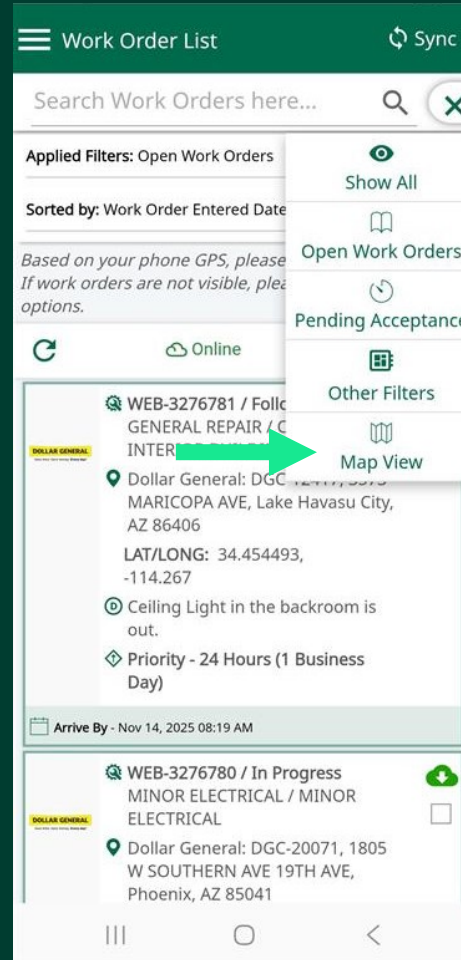 Work Order List
Sync
Search Work Orders here...
Applied Filters: Open Work Orders
Sorted by: Work Order Entered Date
Show All
Open Work Orders
Pending Acceptance
Other Filters
Map View
Based on your phone GPS, please
If work orders are not visible,
options.
Online
DOLLAR GENERAL
WEB-3276781 /
GENERAL REPAIR /
Dollar General: DGC
MARICOPA AVE, Lake Havasu City,
AZ 86406
LAT/LONG: 34.454493,
-114.267
D Ceiling Light in the backroom is
out.
Priority - 24 Hours (1 Business
Day)
Arrive By - Nov 14, 2025 08:19 AM
DOLLAR GENERAL
WEB-3276780 / In Progress
MINOR ELECTRICAL / MINOR
ELECTRICAL
Dollar General: DGC-20071, 1805
W SOUTHERN AVE 19TH AVE,
Phoenix, AZ 85041